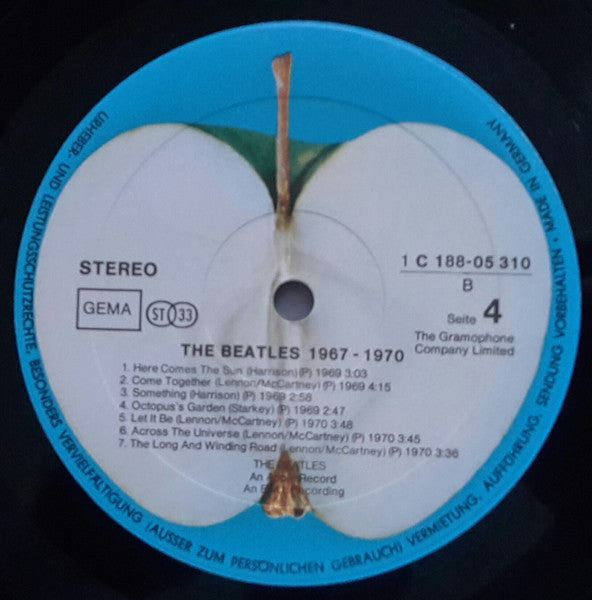 URHEBER- UND LEISTUNGSSCHUTZRECHTE, BESONDERS VERVIELFÄLTIGUNG (AUSSER ZUM PERSÖNLICHEN GEBRAUCH) VERMIETUNG, AUFFÜHRUNG, SENDUNG VORBEHALTEN • MADE IN GERMANY
STEREO
GEMA
ST 33
1 C 188-05 310
B
Seite 4
The Gramophone
Company Limited
THE BEATLES 1967 - 1970
1. Here Comes The Sun (Harrison) (P) 1969 3:03
2. Come Together (Lennon/McCartney) (P) 1969 4:15
3. Something (Harrison) (P) 1969 2:58
4. Octopus's Garden (Starkey) (P) 1969 2:47
5. Let It Be (Lennon/McCartney) (P) 1970 3:48
6. Across The Universe (Lennon/McCartney) (P) 1970 3:45
7. The Long And Winding Road (Lennon/McCartney) (P) 1970 3:36
THE BEATLES
An Apple Record
An Recording